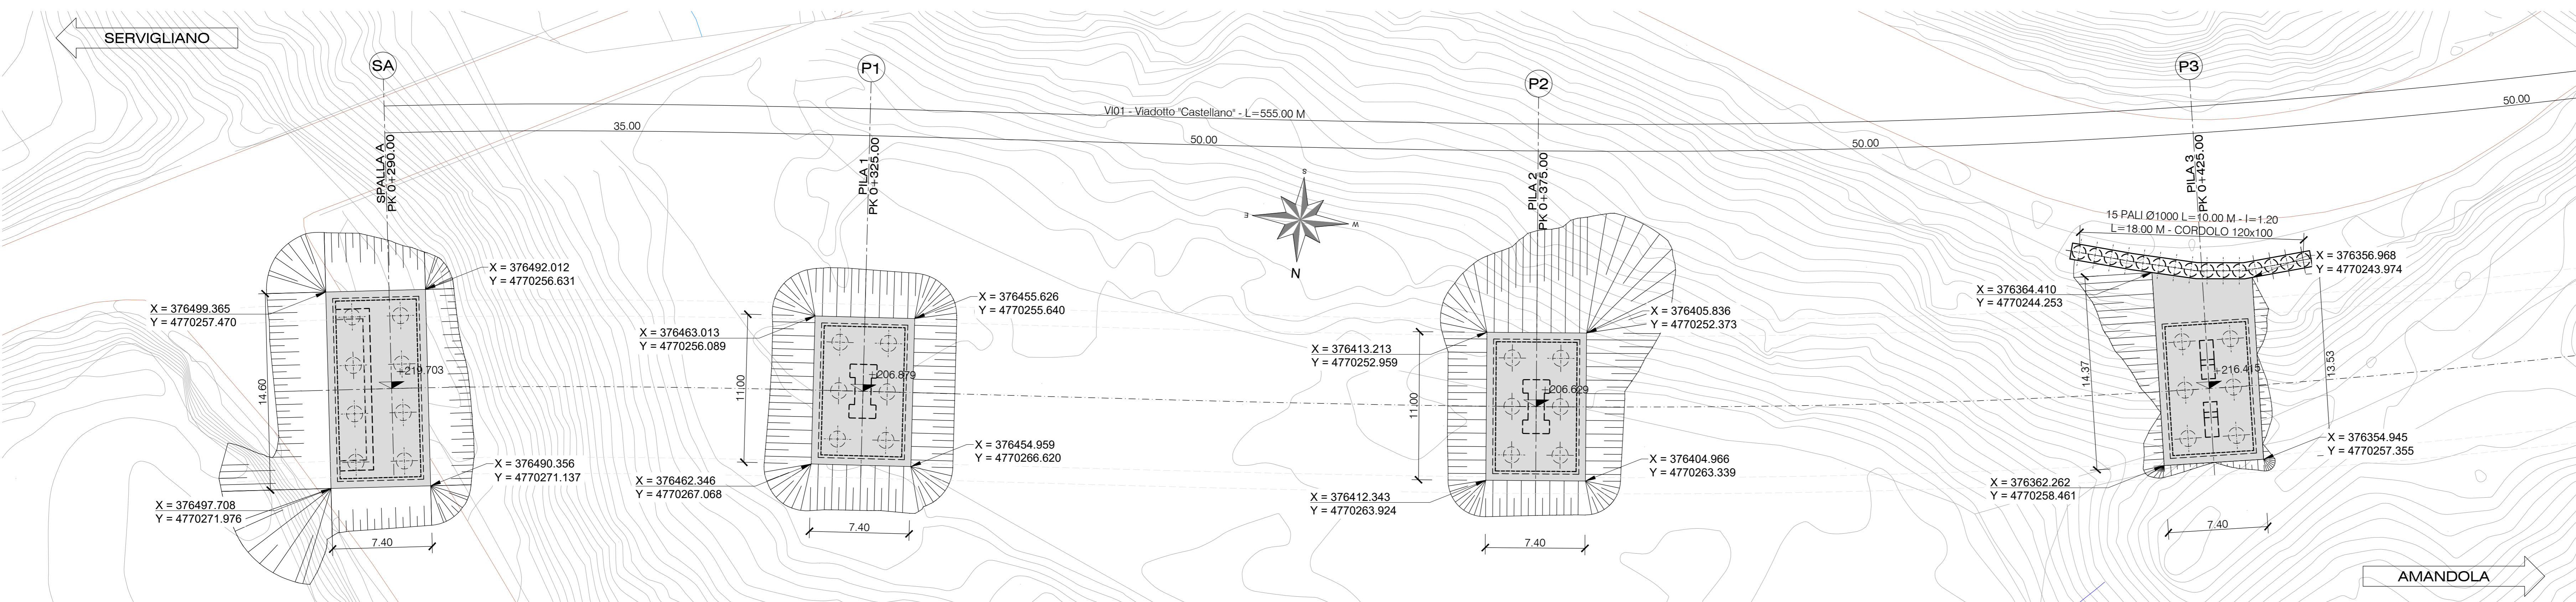 SERVIGLIANO
SA
P1
P2
P3
VI01 - Viadotto "Castellano" - L=555.00 M
35.00
50.00
50.00
50.00
SPALLA A
PK 0+290.00
PILA 1
PK 0+325.00
PILA 2
PK 0+375.00
PILA 3
PK 0+425.00
S
E
W
N
15 PALI Ø1000 L=10.00 M - I=1.20
L=18.00 M - CORDOLO 120x100
X = 376499.365
Y = 4770257.470
X = 376492.012
Y = 4770256.631
X = 376497.708
Y = 4770271.976
X = 376490.356
Y = 4770271.137
219.703
14.60
7.40
X = 376463.013
Y = 4770256.089
X = 376455.626
Y = 4770255.640
X = 376462.346
Y = 4770267.068
X = 376454.959
Y = 4770266.620
206.879
11.00
7.40
X = 376413.213
Y = 4770252.959
X = 376405.836
Y = 4770252.373
X = 376412.343
Y = 4770263.924
X = 376404.966
Y = 4770263.339
206.629
11.00
7.40
X = 376364.410
Y = 4770244.253
X = 376356.968
Y = 4770243.974
X = 376362.262
Y = 4770258.461
X = 376354.945
Y = 4770257.355
216.415
14.37
13.53
7.40
AMANDOLA